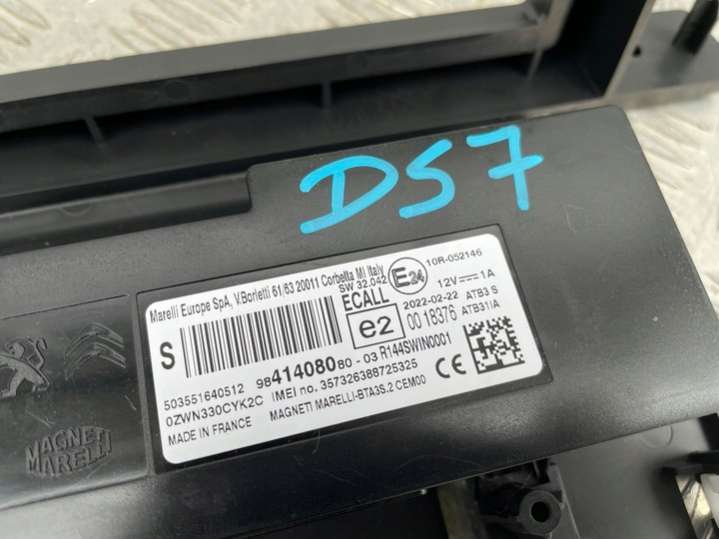 DS7
Marelli Europe SpA, V.Borletti 61/63 20011 Corbetta MI Italy
SW 32.042
E24
10R-052146
12V 1A
S
ECALL
2022-02-22
ATB3 S
e2
00 18376
ATB31IA
503551640512
9841408080-03
R144SWIN0001
0ZWN330CYK2C
IMEI no. 357326388725325
CE
MADE IN FRANCE
MAGNETI MARELLI-BTA3S.2 CEM00
MAGNETI
MARELLI